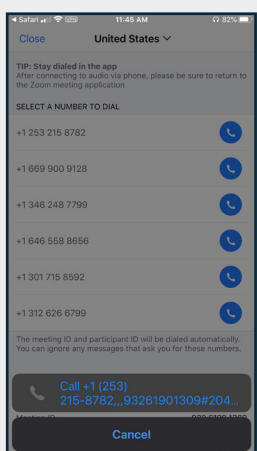 Safari
11:45 AM
82%
Close
United States
TIP: Stay dialed in the app
After connecting to audio via phone, please be sure to return to
the Zoom meeting application
SELECT A NUMBER TO DIAL
+1 253 215 8782
+1 669 900 9128
+1 346 248 7799
+1 646 558 8656
+1 301 715 8592
+1 312 626 6799
The meeting ID and participant ID will be dialed automatically.
You can ignore any messages that ask you for these numbers.
Call +1 (253)
215-8782,,,93261901309#204...
Cancel